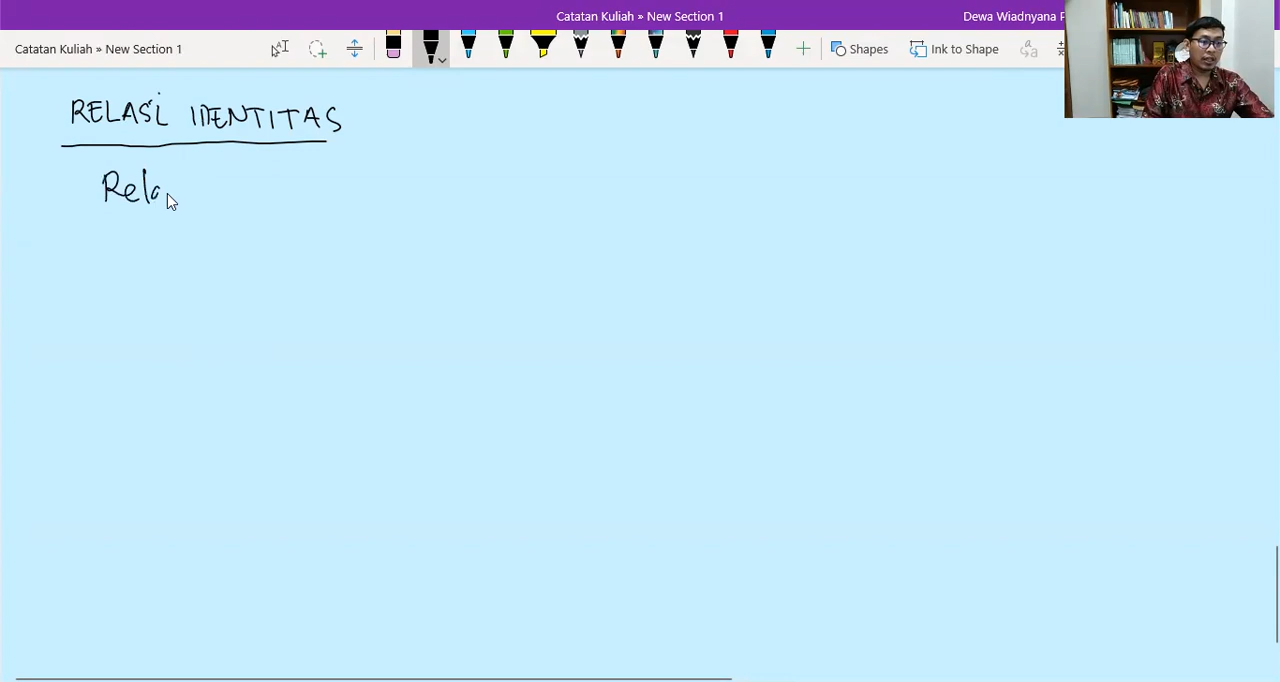 Catatan Kuliah » New Section 1
Dewa Wiadnyana
Catatan Kuliah » New Section 1
Shapes
Ink to Shape
RELASI IDENTITAS
Rela